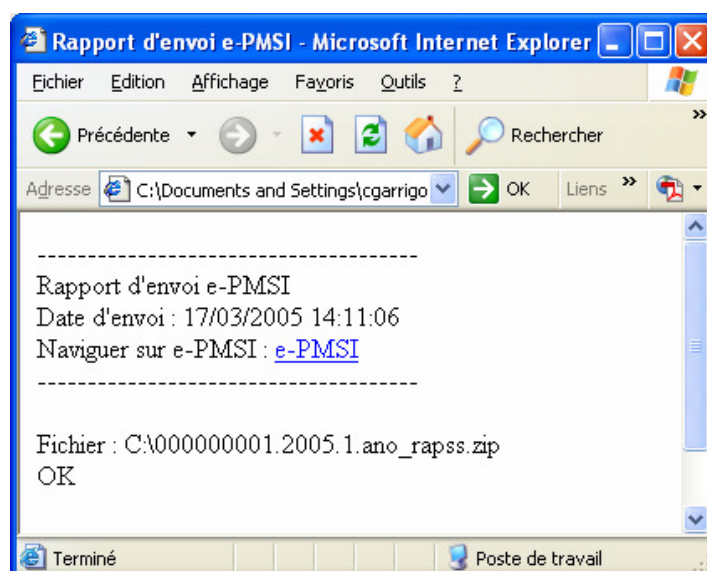 Rapport d'envoi e-PMSI - Microsoft Internet Explorer
Fichier Edition Affichage Favoris Outils ?
Précédente Rechercher »
Adresse C:\Documents and Settings\cgarrigo OK Liens »
-------------------------------------
Rapport d'envoi e-PMSI
Date d'envoi : 17/03/2005 14:11:06
Naviguer sur e-PMSI : e-PMSI
-------------------------------------
Fichier : C:\000000001.2005.1.ano_rapss.zip
OK
Terminé Poste de travail